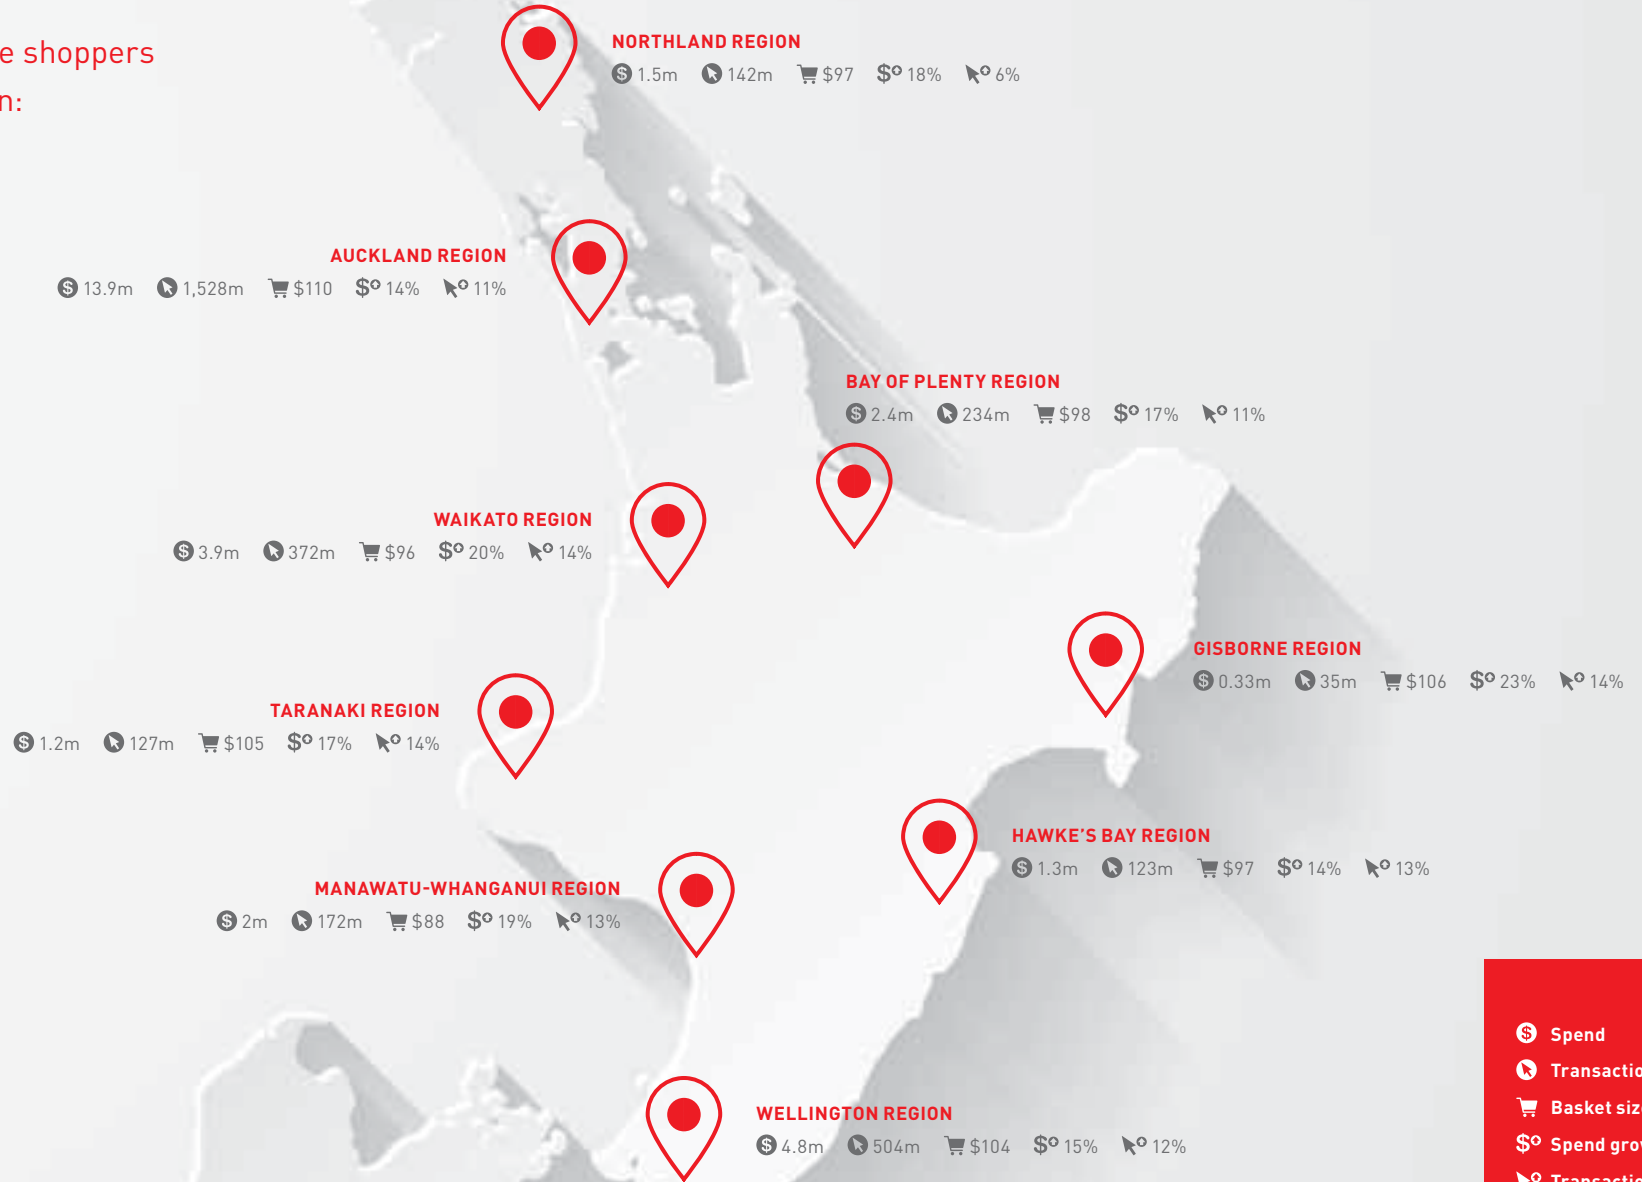 e shoppers
n:
NORTHLAND REGION
1.5m 142m $97 18% 6%
AUCKLAND REGION
13.9m 1,528m $110 14% 11%
BAY OF PLENTY REGION
2.4m 234m $98 17% 11%
WAIKATO REGION
3.9m 372m $96 20% 14%
GISBORNE REGION
0.33m 35m $106 23% 14%
TARANAKI REGION
1.2m 127m $105 17% 14%
HAWKE'S BAY REGION
1.3m 123m $97 14% 13%
MANAWATU-WHANGANUI REGION
2m 172m $88 19% 13%
WELLINGTON REGION
4.8m 504m $104 15% 12%
Spend
Transactio
Basket size
Spend grov
Transactio